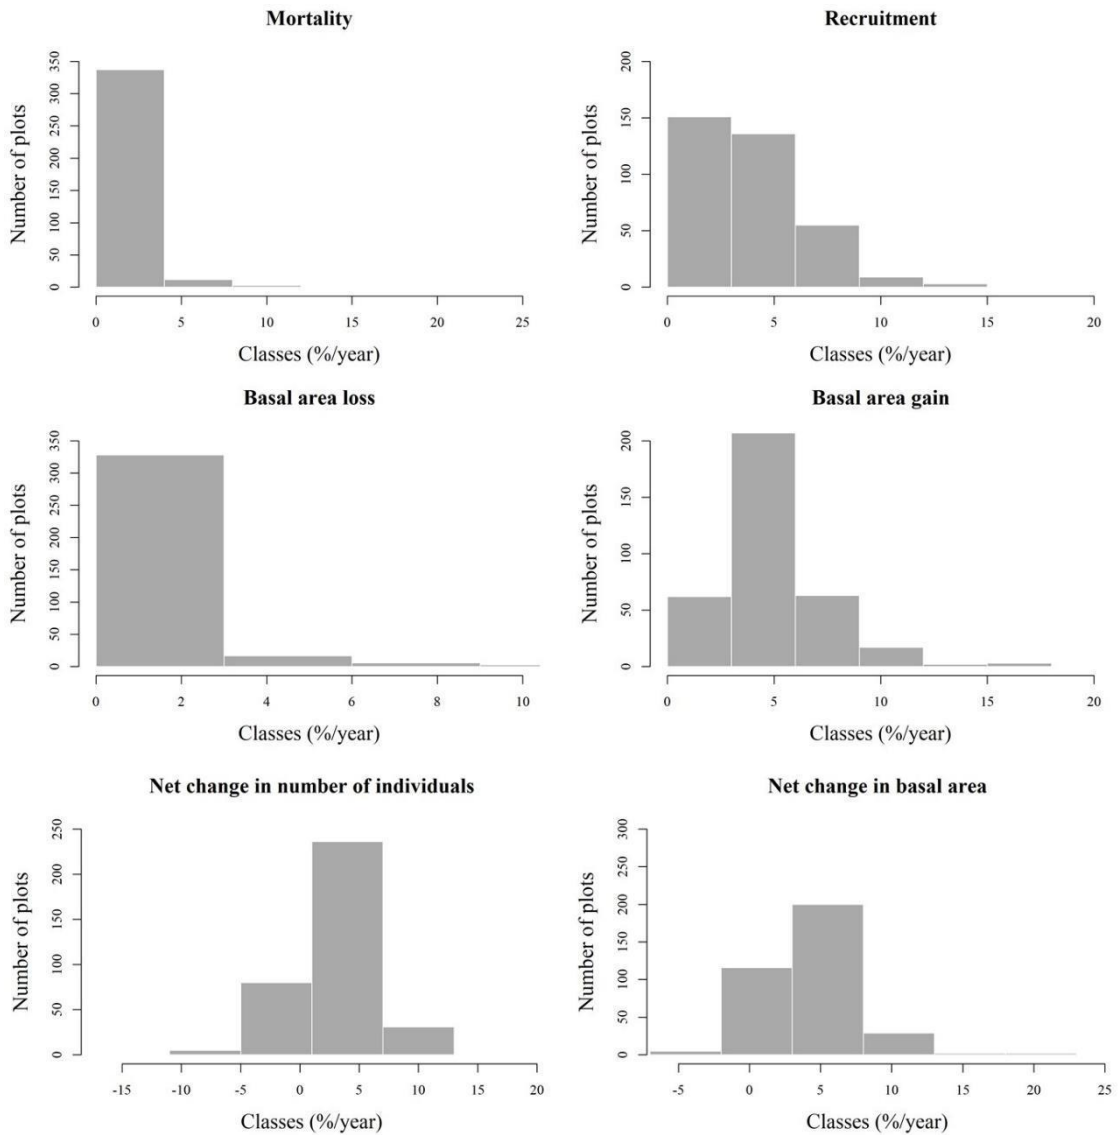 Mortality
Recruitment
Number of plots
0 50 100 150 200 250 300 350
0 5 10 15 20 25
Classes (%/year)
Number of plots
0 50 100 150 200
0 5 10 15 20
Classes (%/year)
Basal area loss
Basal area gain
Number of plots
0 50 100 150 200 250 300 350
0 2 4 6 8 10
Classes (%/year)
Number of plots
0 50 100 150 200
0 5 10 15 20
Classes (%/year)
Net change in number of individuals
Net change in basal area
Number of plots
0 50 100 150 200 250
-15 -10 -5 0 5 10 15 20
Classes (%/year)
Number of plots
0 50 100 150 200 250 300
-5 0 5 10 15 20 25
Classes (%/year)